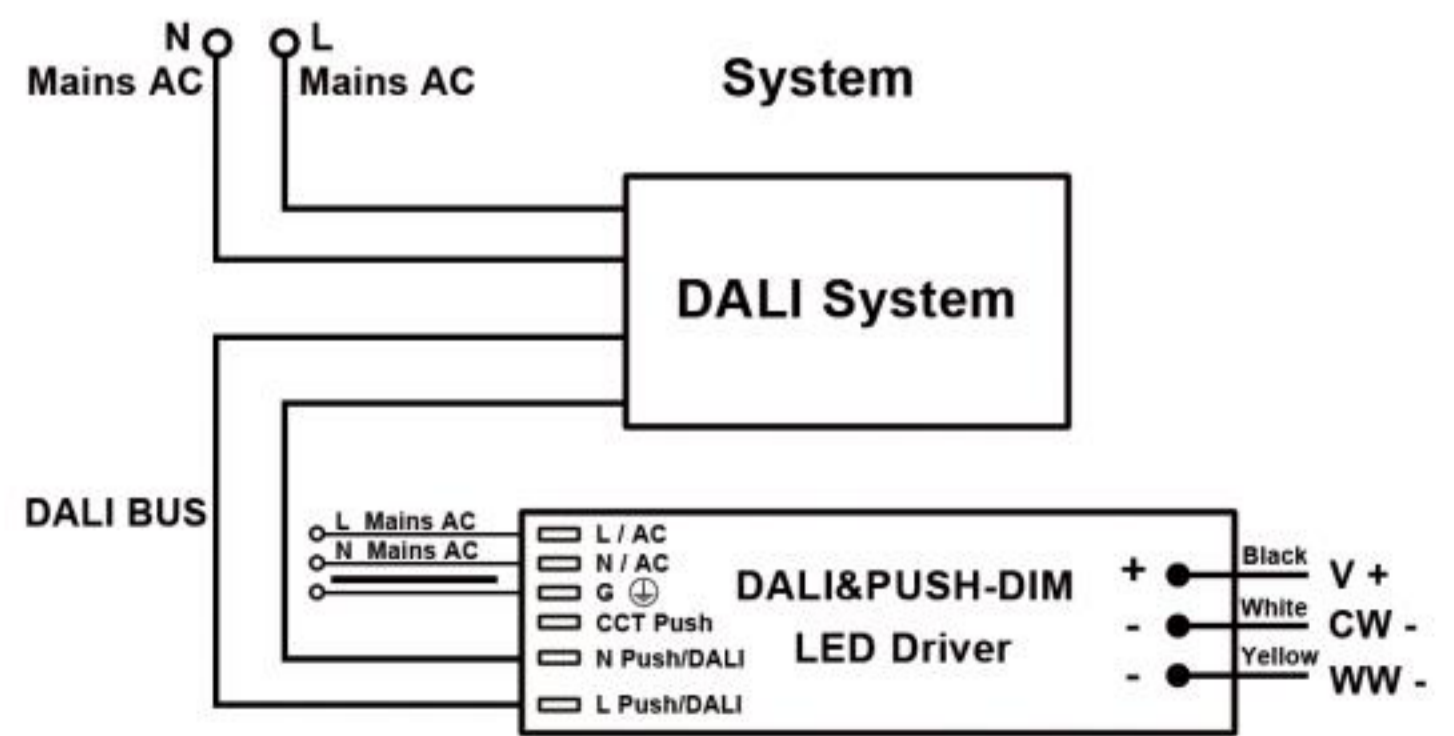 N
L
Mains AC
Mains AC
System
DALI System
DALI BUS
L Mains AC
N Mains AC
L / AC
N / AC
G
CCT Push
N Push/DALI
L Push/DALI
DALI&PUSH-DIM
LED Driver
+
-
-
Black
White
Yellow
V +
CW -
WW -